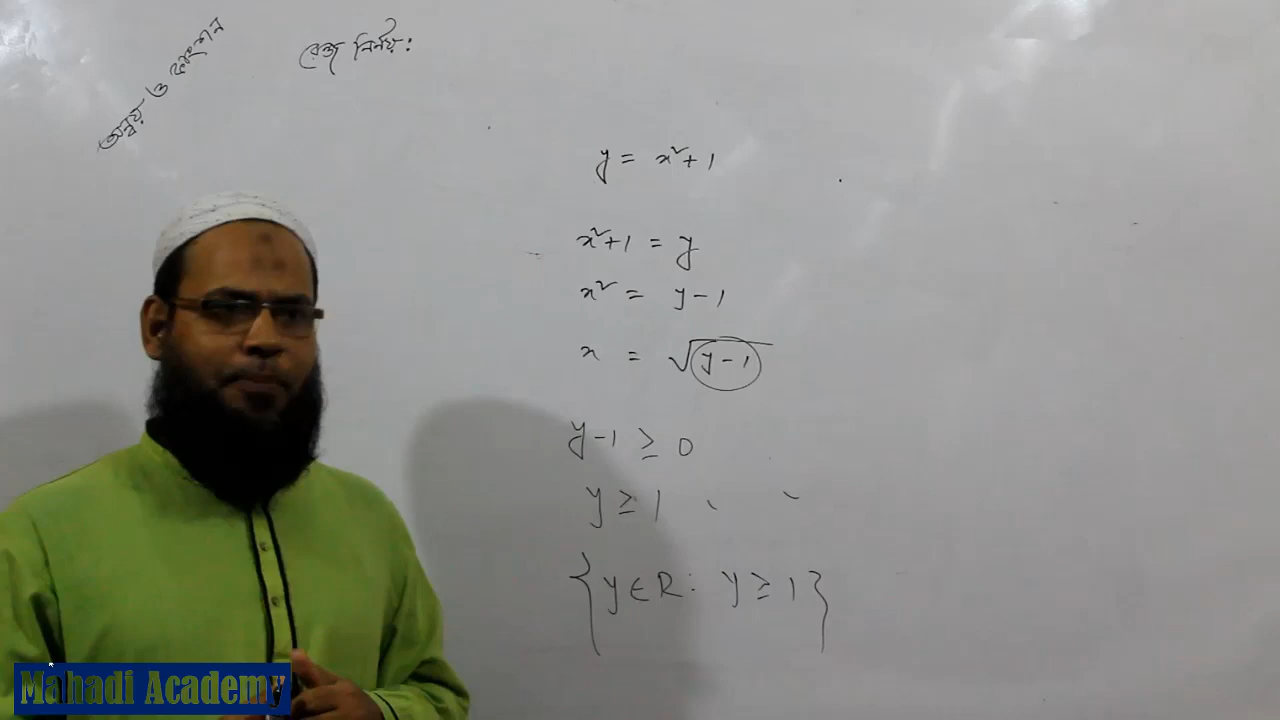 অন্বয় ও ফাংশন
রেঞ্জ নির্ণয়:
y = x²+1
x²+1 = y
x² = y-1
x = √(y-1)
y-1 ≥ 0
y ≥ 1
{y∈R: y ≥ 1}
Mahadi Academy